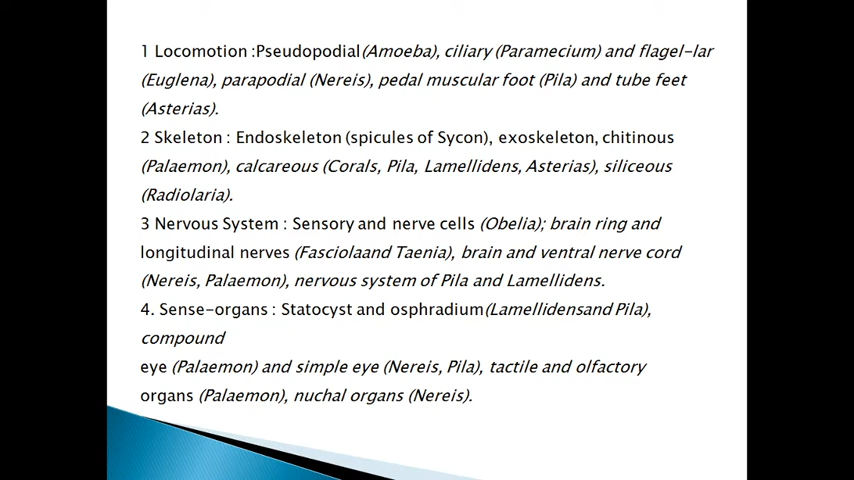 1 Locomotion :Pseudopodial(Amoeba), ciliary (Paramecium) and flagel-lar
(Euglena), parapodial (Nereis), pedal muscular foot (Pila) and tube feet
(Asterias).
2 Skeleton : Endoskeleton (spicules of Sycon), exoskeleton, chitinous
(Palaemon), calcareous (Corals, Pila, Lamellidens, Asterias), siliceous
(Radiolaria).
3 Nervous System : Sensory and nerve cells (Obelia); brain ring and
longitudinal nerves (Fasciolaand Taenia), brain and ventral nerve cord
(Nereis, Palaemon), nervous system of Pila and Lamellidens.
4. Sense-organs : Statocyst and osphradium(Lamellidensand Pila),
compound
eye (Palaemon) and simple eye (Nereis, Pila), tactile and olfactory
organs (Palaemon), nuchal organs (Nereis).